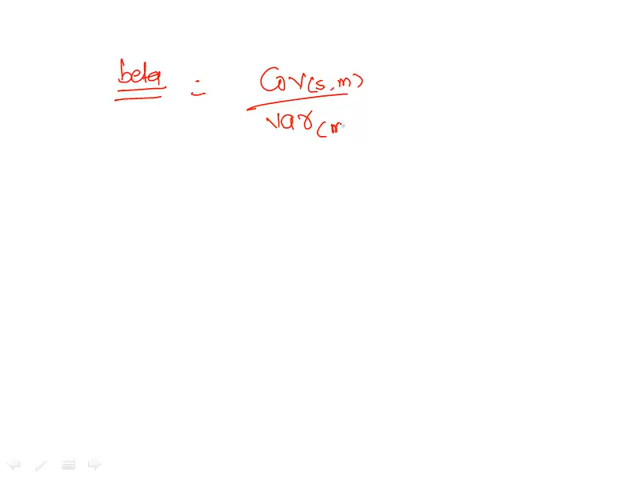 beta = Cov(s,m)
var(m